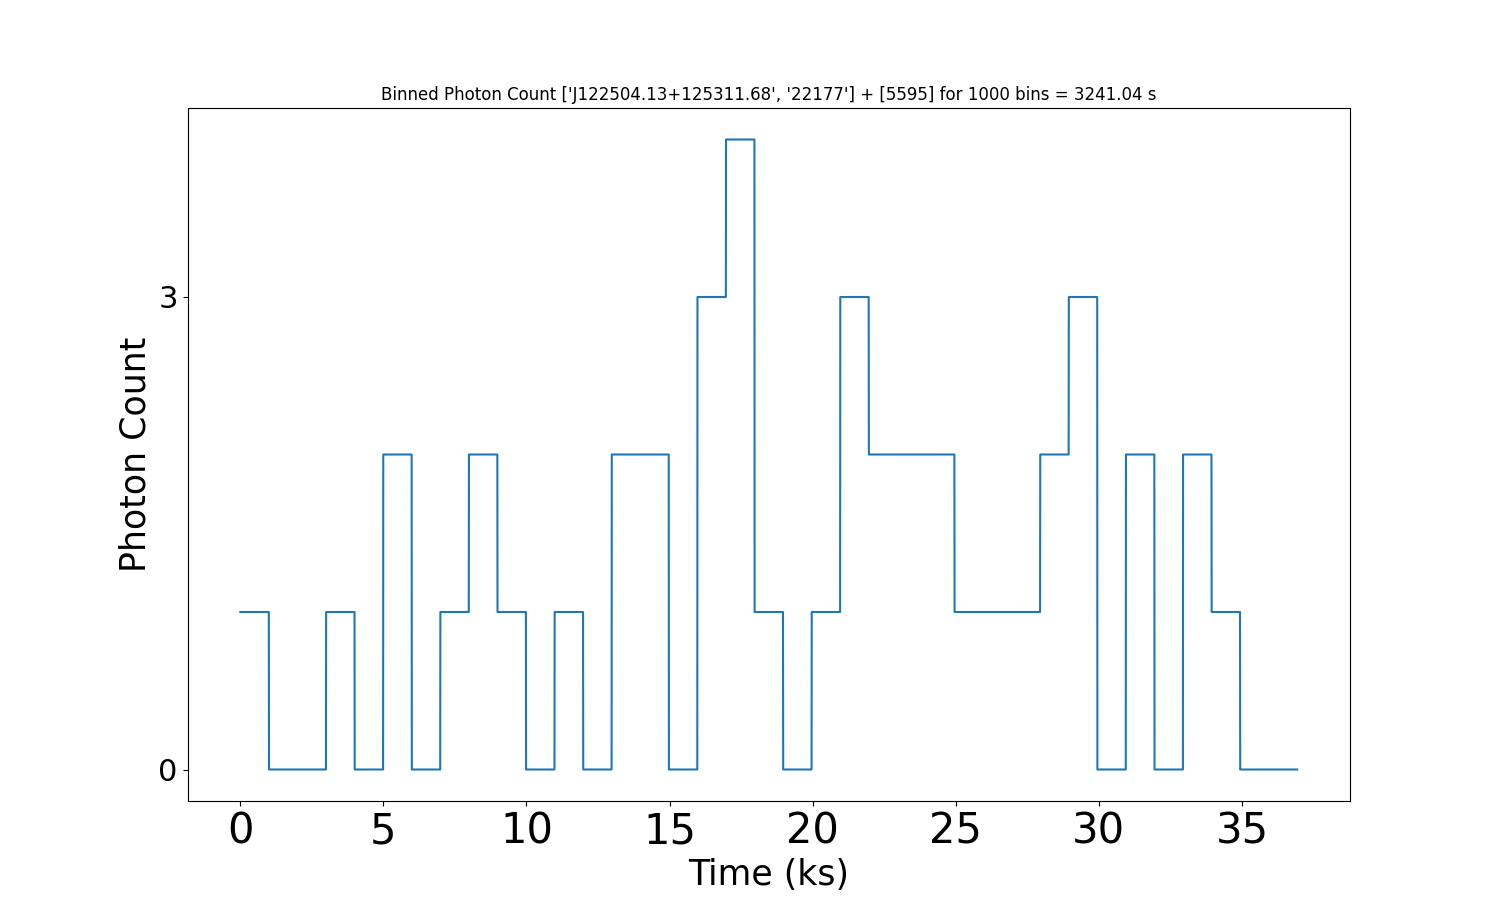 Binned Photon Count ['J122504.13+125311.68', '22177'] + [5595] for 1000 bins = 3241.04 s
3
Photon Count
0
0 5 10 15 20 25 30 35
Time (ks)